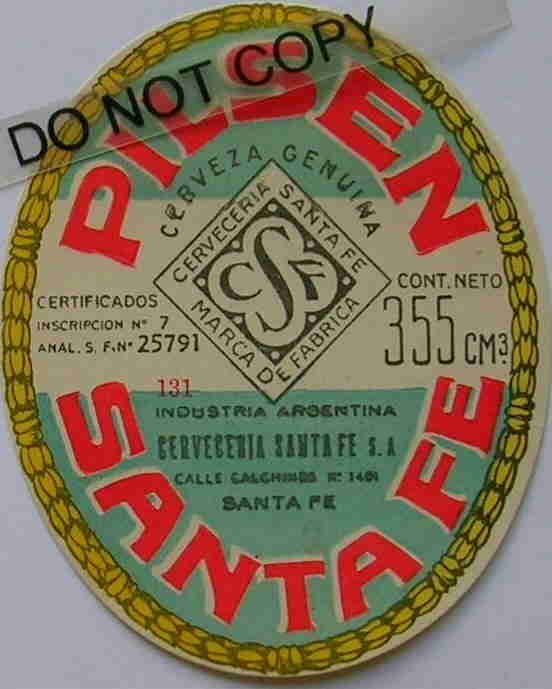 DO NOT COPY
PILSEN
CERVEZA GENUINA
CERVECERIA SANTA FE
CSF
MARCA DE FABRICA
CERTIFICADOS
INSCRIPCION Nº 7
ANAL. S. F. Nº 25791
CONT. NETO
355 CM3
131
INDUSTRIA ARGENTINA
CERVECERIA SANTA FE S. A
CALLE CALCHINES Nº 1401
SANTA FE
SANTA FE